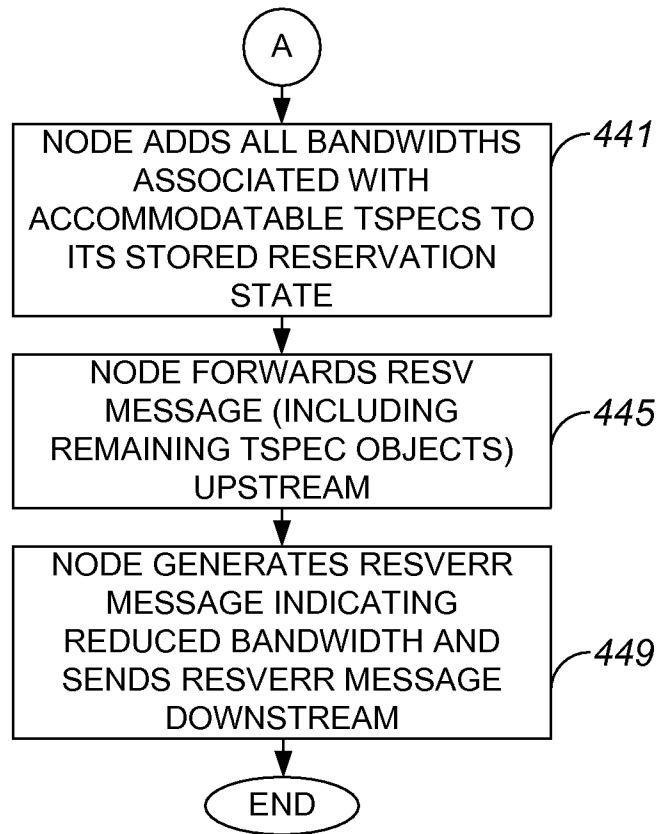 A
NODE ADDS ALL BANDWIDTHS
ASSOCIATED WITH
ACCOMMODATABLE TSPECS TO
ITS STORED RESERVATION
STATE
441
NODE FORWARDS RESV
MESSAGE (INCLUDING
REMAINING TSPEC OBJECTS)
UPSTREAM
445
NODE GENERATES RESVERR
MESSAGE INDICATING
REDUCED BANDWIDTH AND
SENDS RESVERR MESSAGE
DOWNSTREAM
449
END